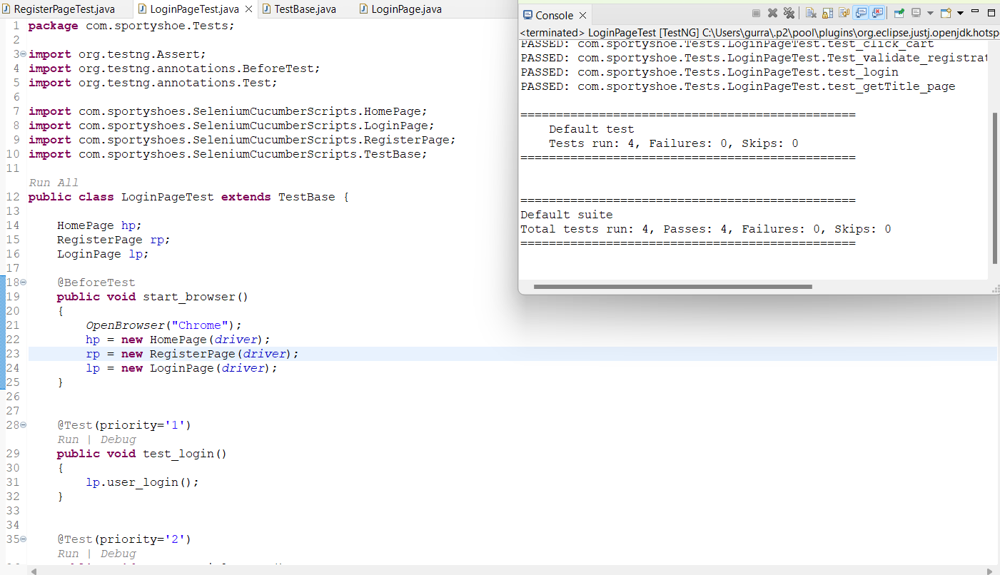 RegisterPageTest.java LoginPageTest.java TestBase.java LoginPage.java
1 package com.sportyshoe.Tests;
2
3 import org.testng.Assert;
4 import org.testng.annotations.BeforeTest;
5 import org.testng.annotations.Test;
6
7 import com.sportyshoes.SeleniumCucumberScripts.HomePage;
8 import com.sportyshoes.SeleniumCucumberScripts.LoginPage;
9 import com.sportyshoes.SeleniumCucumberScripts.RegisterPage;
10 import com.sportyshoes.SeleniumCucumberScripts.TestBase;
11
Run All
12 public class LoginPageTest extends TestBase {
13
14 HomePage hp;
15 RegisterPage rp;
16 LoginPage lp;
17
18 @BeforeTest
19 public void start_browser()
20 {
21 OpenBrowser("Chrome");
22 hp = new HomePage(driver);
23 rp = new RegisterPage(driver);
24 lp = new LoginPage(driver);
25 }
26
27
28 @Test(priority='1')
Run | Debug
29 public void test_login()
30 {
31 lp.user_login();
32 }
33
34
35 @Test(priority='2')
Run | Debug
Console
<terminated> LoginPageTest [TestNG] C:\Users\gurra\.p2\pool\plugins\org.eclipse.justj.openjdk.hotsp
PASSED: com.sportyshoe.Tests.LoginPageTest.test_click_cart
PASSED: com.sportyshoe.Tests.LoginPageTest.Test_validate_registrat
PASSED: com.sportyshoe.Tests.LoginPageTest.test_login
PASSED: com.sportyshoe.Tests.LoginPageTest.test_getTitle_page
===============================================
Default test
Tests run: 4, Failures: 0, Skips: 0
===============================================
===============================================
Default suite
Total tests run: 4, Passes: 4, Failures: 0, Skips: 0
===============================================